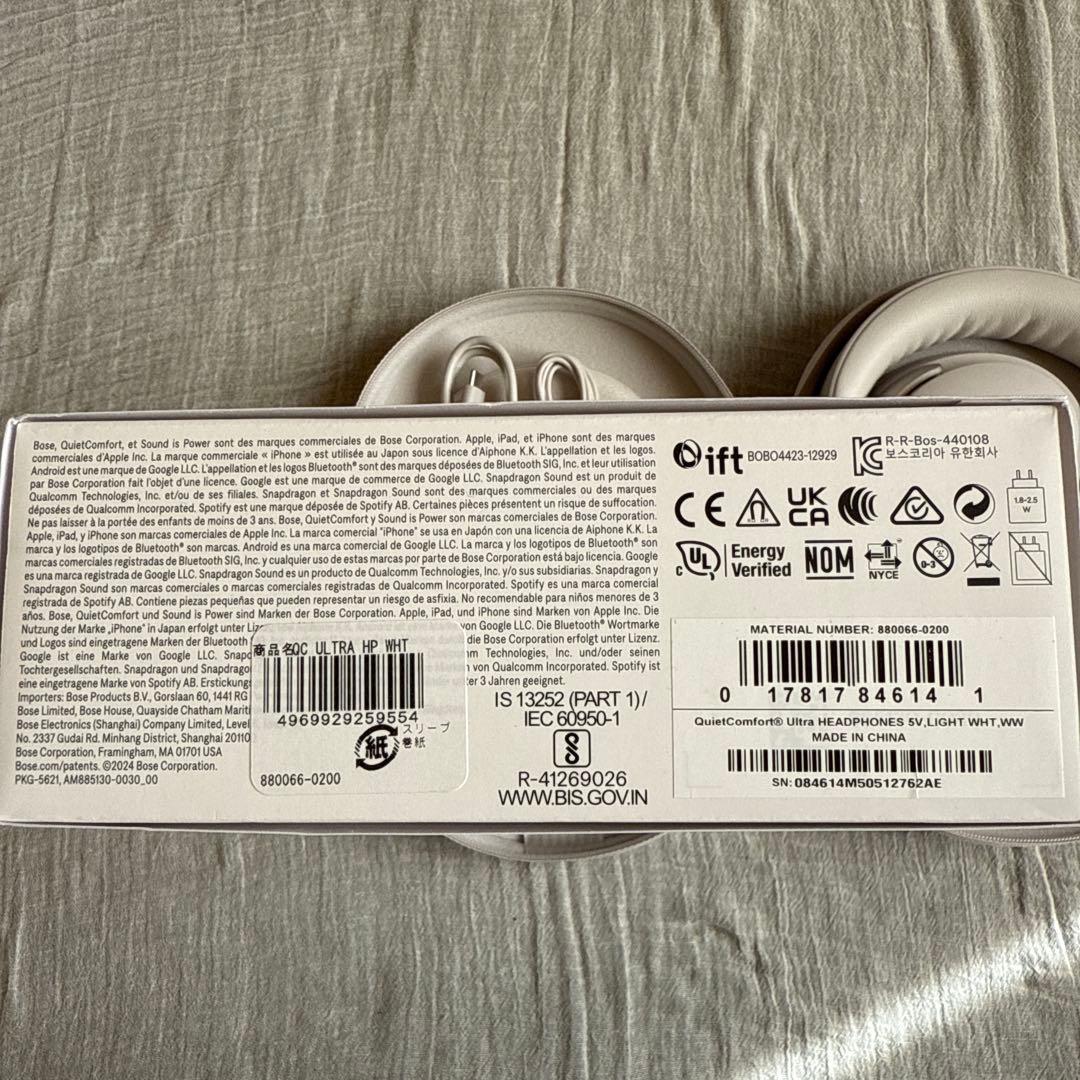 Bose, QuietComfort, et Sound is Power sont des marques commerciales de Bose Corporation. Apple, iPad, et iPhone sont des marques
commerciales d'Apple Inc. La marque commerciale « iPhone » est utilisée au Japon sous licence d'Aiphone K.K. L'appellation et les logos.
Android est une marque de Google LLC. L'appellation et les logos Bluetooth® sont des marques déposées de Bluetooth SIG, Inc. et leur utilisation
par Bose Corporation fait l'objet d'une licence. Google est une marque de commerce de Google LLC. Snapdragon Sound est un produit de
Qualcomm Technologies, Inc. et/ou de ses filiales. Snapdragon et Snapdragon Sound sont des marques commerciales ou des marques
déposées de Qualcomm Incorporated. Spotify est une marque déposée de Spotify AB. Certaines pièces présentent un risque de suffocation.
Ne pas laisser à la portée des enfants de moins de 3 ans. Bose, QuietComfort y Sound is Power son marcas comerciales de Bose Corporation.
Apple, iPad, y iPhone son marcas comerciales de Apple Inc. La marca comercial "iPhone" se usa en Japón con una licencia de Aiphone K.K. La
marca y los logotipos de Bluetooth® son marcas. Android es una marca comercial de Google LLC. La marca y los logotipos de Bluetooth® son
marcas comerciales registradas de Bluetooth SIG, Inc. y cualquier uso de estas marcas por parte de Bose Corporation está bajo licencia. Google
es una marca registrada de Google LLC. Snapdragon Sound es un producto de Qualcomm Technologies, Inc. y/o sus subsidiarias. Snapdragon y
Snapdragon Sound son marcas comerciales o marcas comerciales registradas de Qualcomm Incorporated. Spotify es una marca comercial
registrada de Spotify AB. Contiene piezas pequeñas que pueden representar un riesgo de asfixia. No recomendable para niños menores de 3
años. Bose, QuietComfort und Sound is Power sind Marken der Bose Corporation. Apple, iPad, und iPhone sind Marken von Apple Inc. Die
Nutzung der Marke „iPhone" in Japan erfolgt unter Liz von Google LLC. Die Bluetooth® Wortmarke
und Logos sind eingetragene Marken der Bluetooth die Bose Corporation erfolgt unter Lizenz.
Google ist eine Marke von Google LLC. Snap m Technologies, Inc. und/oder seinen
Tochtergesellschaften. Snapdragon und Snapdrago n von Qualcomm Incorporated. Spotify ist
eine eingetragene Marke von Spotify AB. Erstickung ter 3 Jahren geeignet.
Importers: Bose Products B.V., Gorslaan 60, 1441 RG
Bose Limited, Bose House, Quayside Chatham Marit
Bose Electronics (Shanghai) Company Limited, Level
No. 2337 Gudai Rd. Minhang District, Shanghai 20110
Bose Corporation, Framingham, MA 01701 USA
Bose.com/patents. ©2024 Bose Corporation.
PKG-5621, AM885130-0030_00
商品名QC ULTRA HP WHT
4969929259554
紙
スリーブ
巻紙
880066-0200
IS 13252 (PART 1) /
IEC 60950-1
R-41269026
WWW.BIS.GOV.IN
ift BOBO4423-12929
R-R-Bos-440108
보스코리아 유한회사
CE
UK
CA
1.8-2.5
W
c UL Energy
Verified
NOM
NYCE
0-3
MATERIAL NUMBER: 880066-0200
0 17817 84614 1
QuietComfort® Ultra HEADPHONES 5V,LIGHT WHT,WW
MADE IN CHINA
SN: 084614M50512762AE